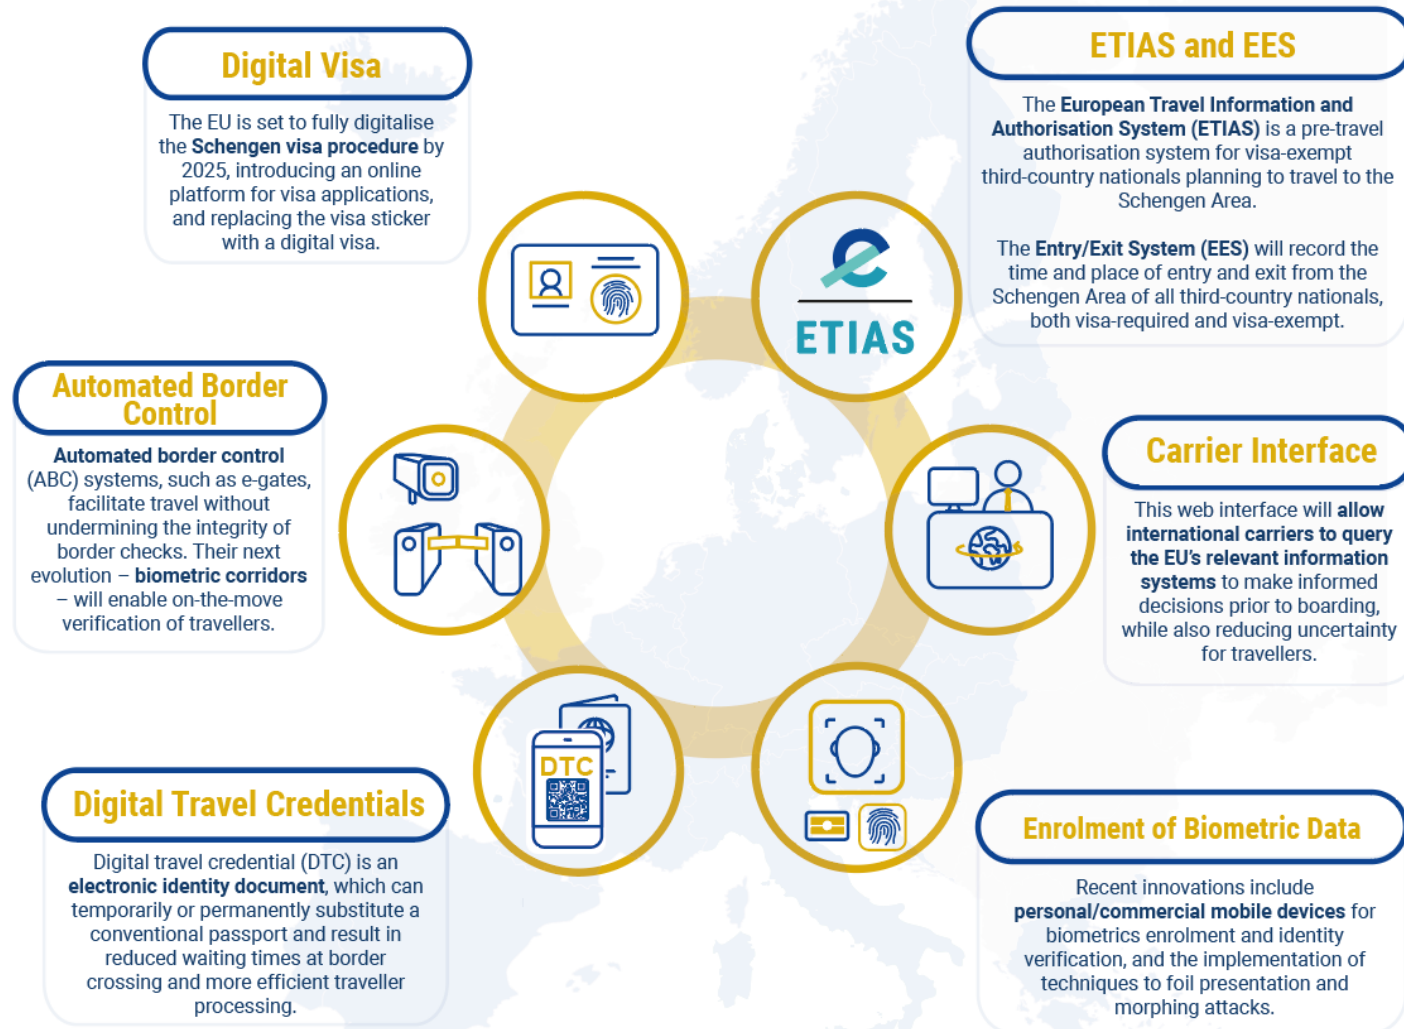 Digital Visa
The EU is set to fully digitalise
the Schengen visa procedure by
2025, introducing an online
platform for visa applications,
and replacing the visa sticker
with a digital visa.
ETIAS and EES
The European Travel Information and
Authorisation System (ETIAS) is a pre-travel
authorisation system for visa-exempt
third-country nationals planning to travel to the
Schengen Area.
The Entry/Exit System (EES) will record the
time and place of entry and exit from the
Schengen Area of all third-country nationals,
both visa-required and visa-exempt.
ETIAS
Automated Border
Control
Automated border control
(ABC) systems, such as e-gates,
facilitate travel without
undermining the integrity of
border checks. Their next
evolution – biometric corridors
– will enable on-the-move
verification of travellers.
Carrier Interface
This web interface will allow
international carriers to query
the EU's relevant information
systems to make informed
decisions prior to boarding,
while also reducing uncertainty
for travellers.
DTC
Digital Travel Credentials
Digital travel credential (DTC) is an
electronic identity document, which can
temporarily or permanently substitute a
conventional passport and result in
reduced waiting times at border
crossing and more efficient traveller
processing.
Enrolment of Biometric Data
Recent innovations include
personal/commercial mobile devices for
biometrics enrolment and identity
verification, and the implementation of
techniques to foil presentation and
morphing attacks.